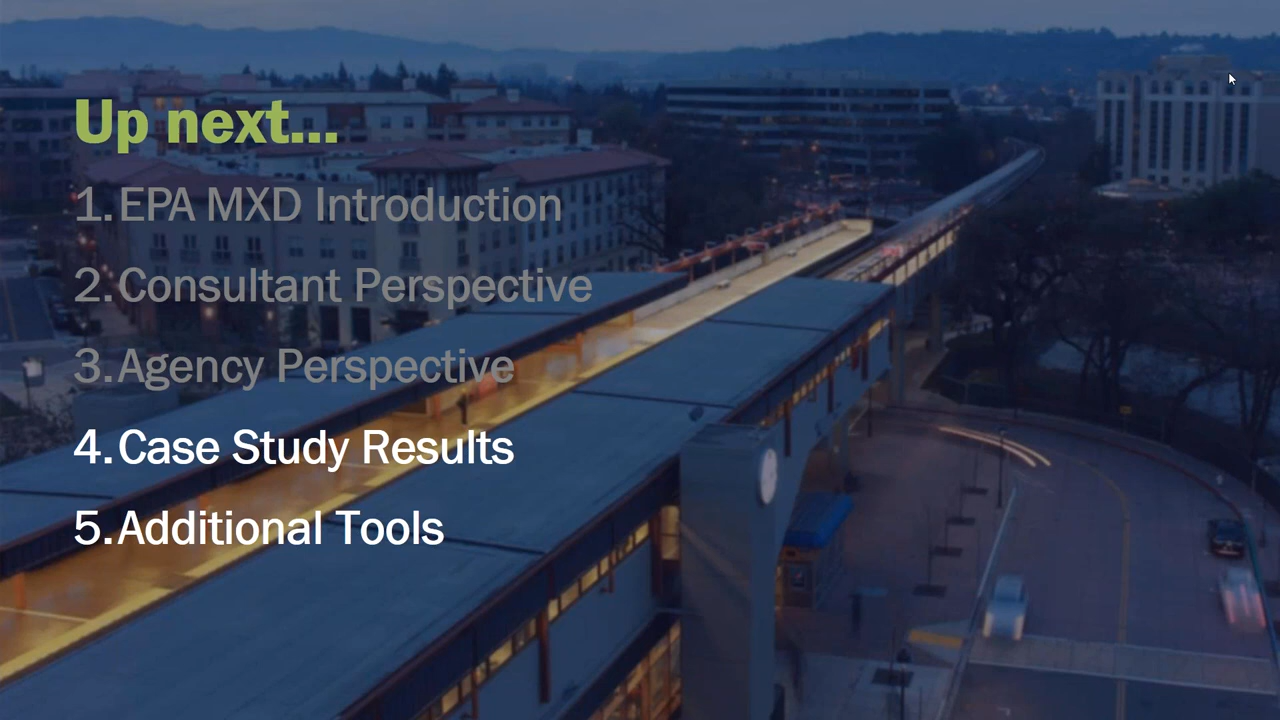 Up next...
1. EPA MXD Introduction
2. Consultant Perspective
3. Agency Perspective
4. Case Study Results
5. Additional Tools